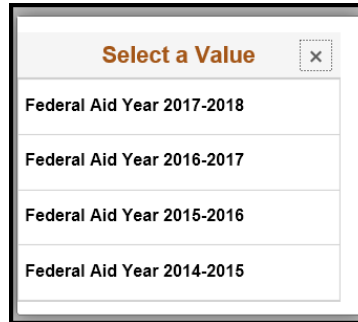 Select a Value
×
Federal Aid Year 2017-2018
Federal Aid Year 2016-2017
Federal Aid Year 2015-2016
Federal Aid Year 2014-2015